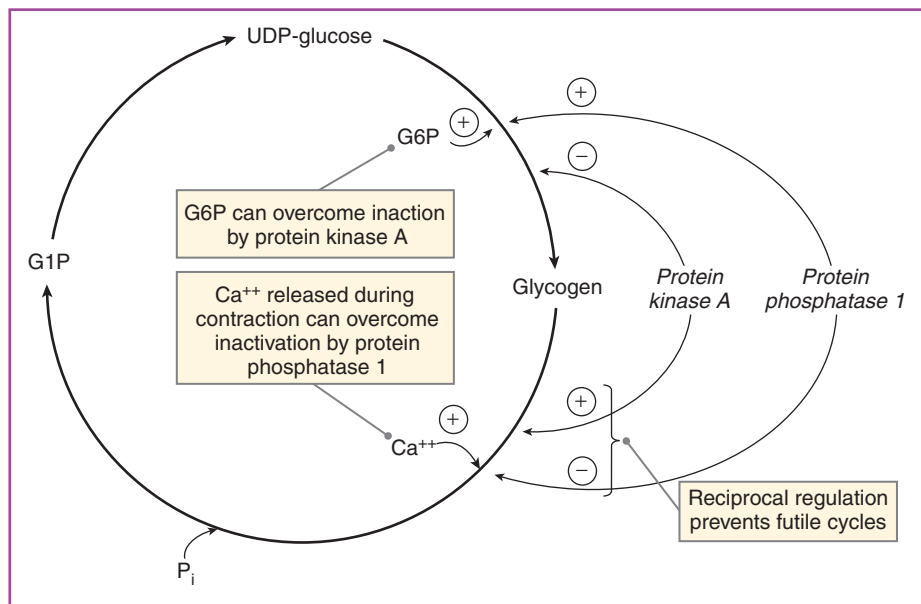 UDP-glucose
+
G6P
+
−
G6P can overcome inaction
by protein kinase A
G1P
Ca++ released during
contraction can overcome
inactivation by protein
phosphatase 1
Glycogen
Protein
kinase A
Protein
phosphatase 1
+
+
Ca++
−
Reciprocal regulation
prevents futile cycles
Pi